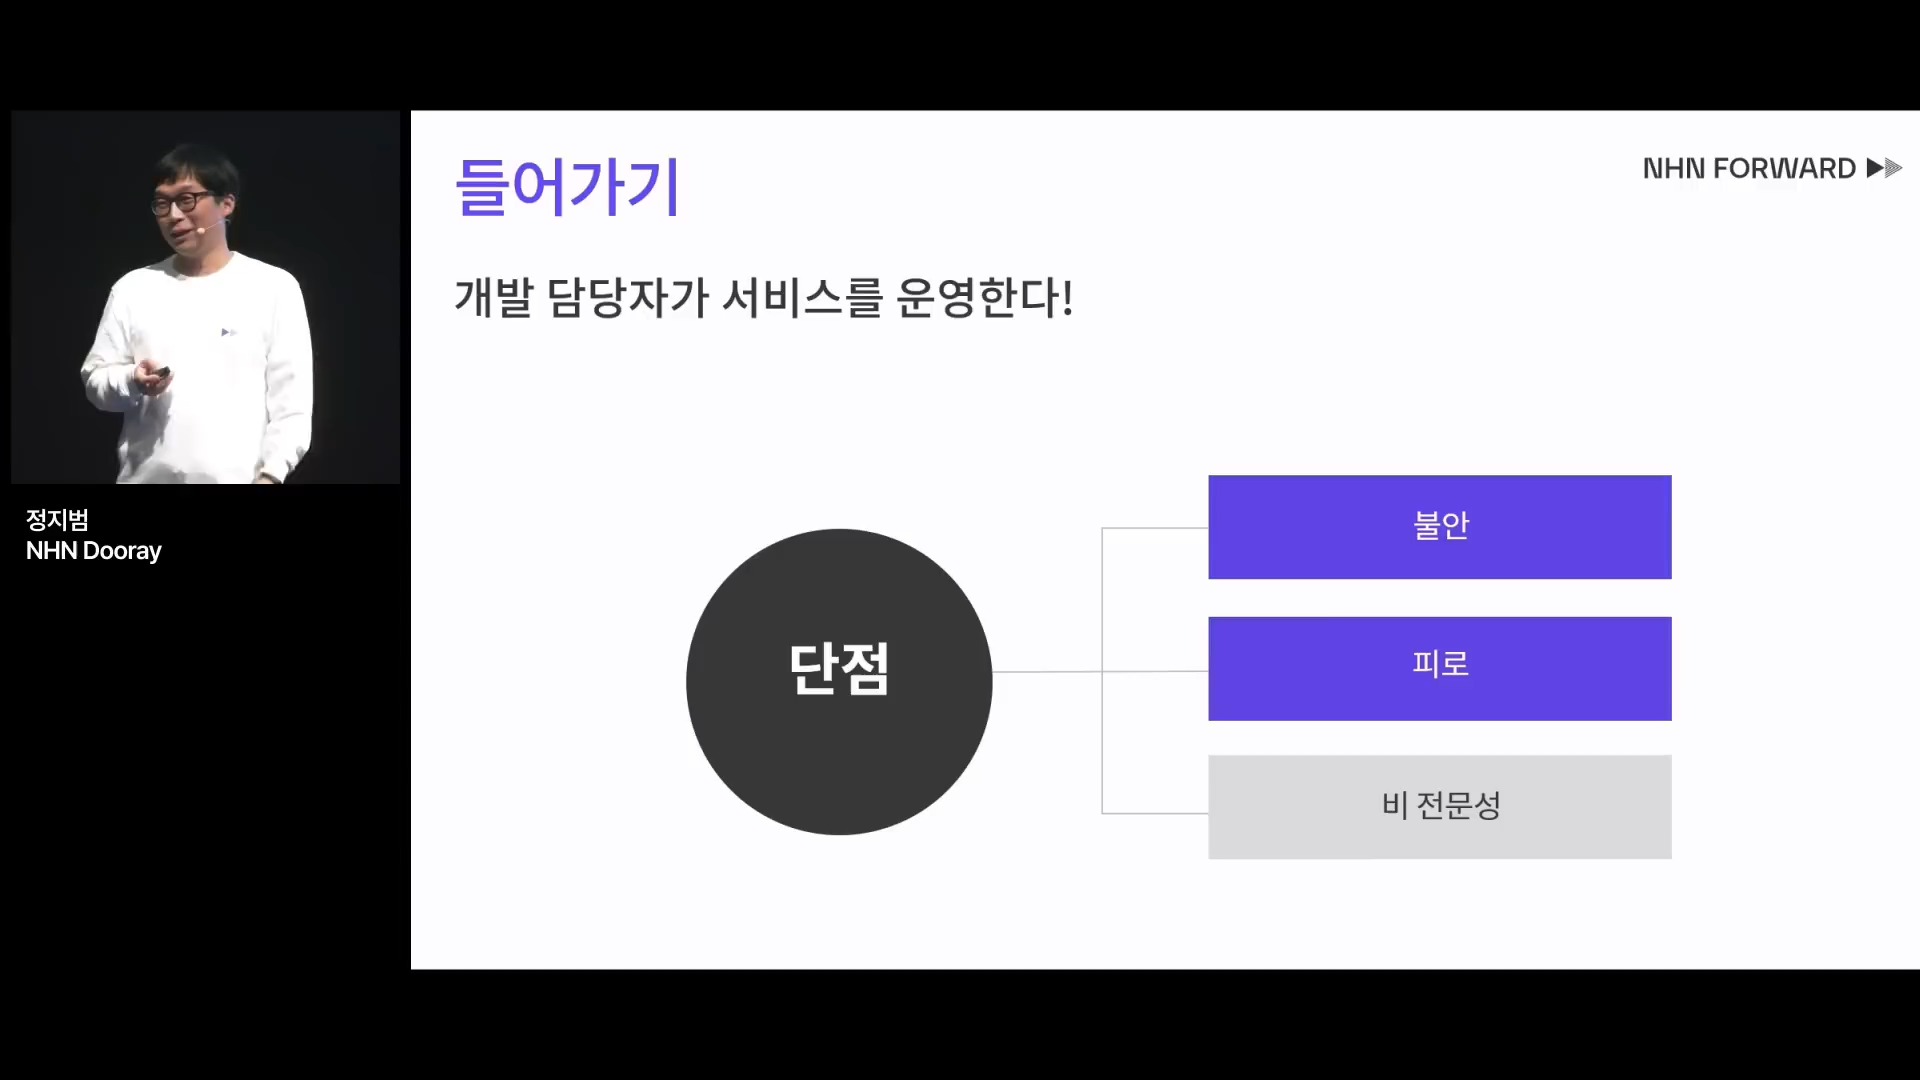 정지범
NHN Dooray
들어가기
NHN FORWARD
개발 담당자가 서비스를 운영한다!
단점
불안
피로
비 전문성